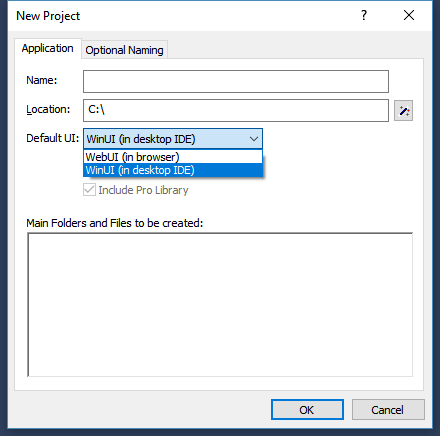 New Project
?
Application
Optional Naming
Name:
Location: C:\
Default UI: WinUI (in desktop IDE)
WebUI (in browser)
WinUI (in desktop IDE)
Include Pro Library
Main Folders and Files to be created:
OK Cancel